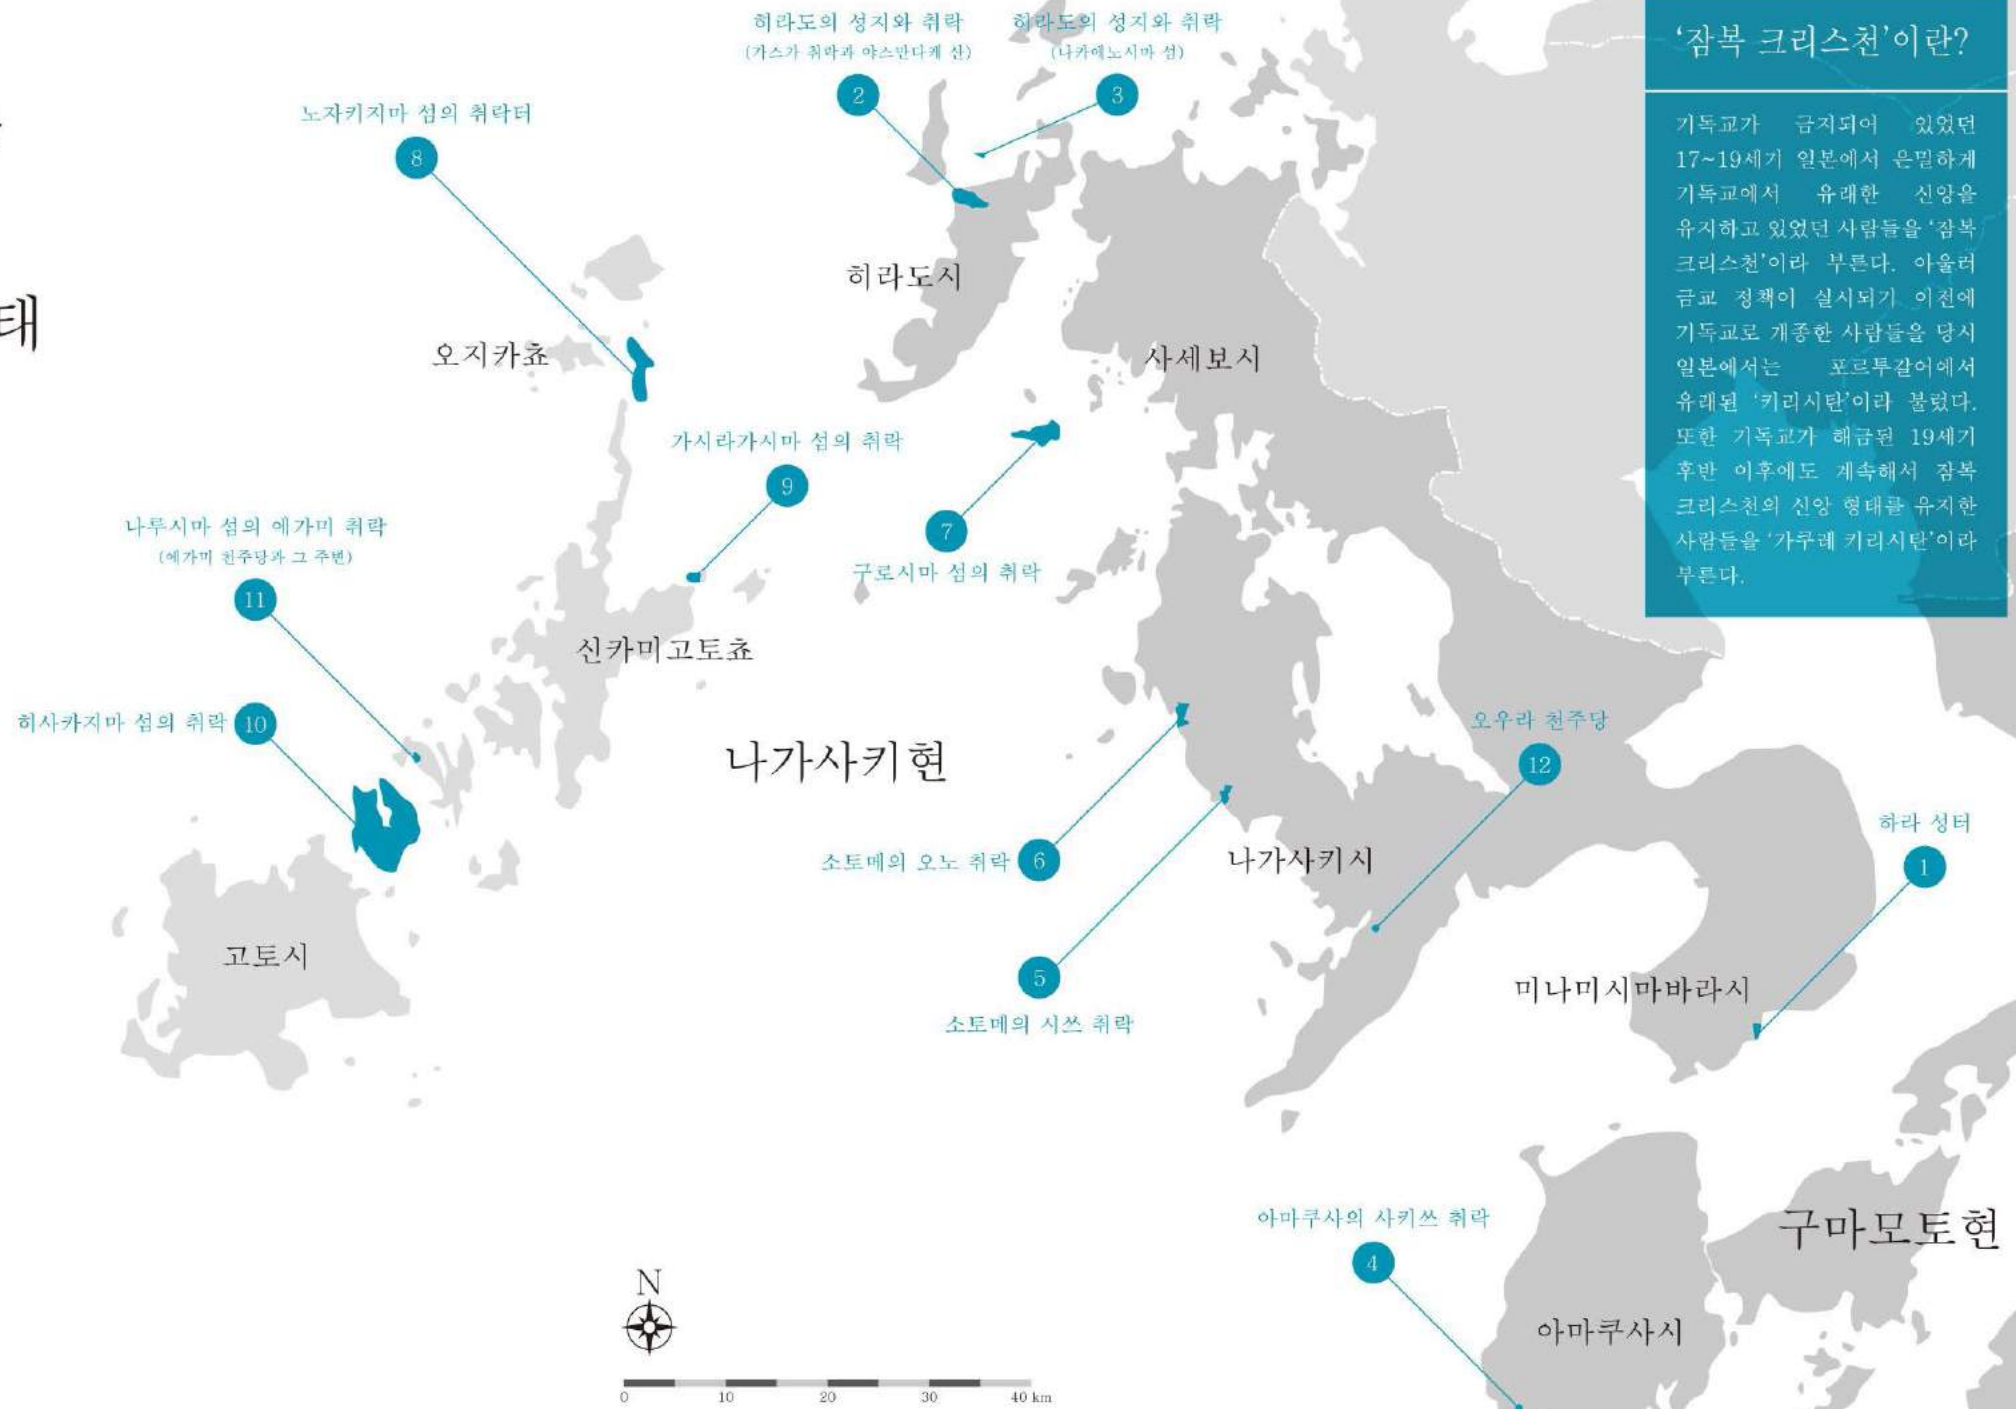 태
히라도의 성지와 취락
(가스가 취락과 야스만다케 산)
2
히라도의 성지와 취락
(나카에노시마 섬)
3
노자키지마 섬의 취락터
8
히라도시
오지카쵸
사세보시
가시라가시마 섬의 취락
9
7
구로시마 섬의 취락
나루시마 섬의 에가미 취락
(에가미 천주당과 그 주변)
11
신카미고토쵸
히사카지마 섬의 취락 10
나가사키현
오우라 천주당
12
하라 성터
1
소토메의 오노 취락 6
나가사키시
고토시
5
소토메의 시쓰 취락
미나미시마바라시
아마쿠사의 사키쓰 취락
4
구마모토현
아마쿠사시
N
0 10 20 30 40 km
‘잠복 크리스천’이란?
기독교가 금지되어 있었던
17~19세기 일본에서 은밀하게
기독교에서 유래한 신앙을
유지하고 있었던 사람들을 ‘잠복
크리스천’이라 부른다. 아울러
금교 정책이 실시되기 이전에
기독교로 개종한 사람들을 당시
일본에서는 포르투갈어에서
유래된 ‘키리시탄’이라 불렀다.
또한 기독교가 해금된 19세기
후반 이후에도 계속해서 잠복
크리스천의 신앙 형태를 유지한
사람들을 ‘가쿠레 키리시탄’이라
부른다.